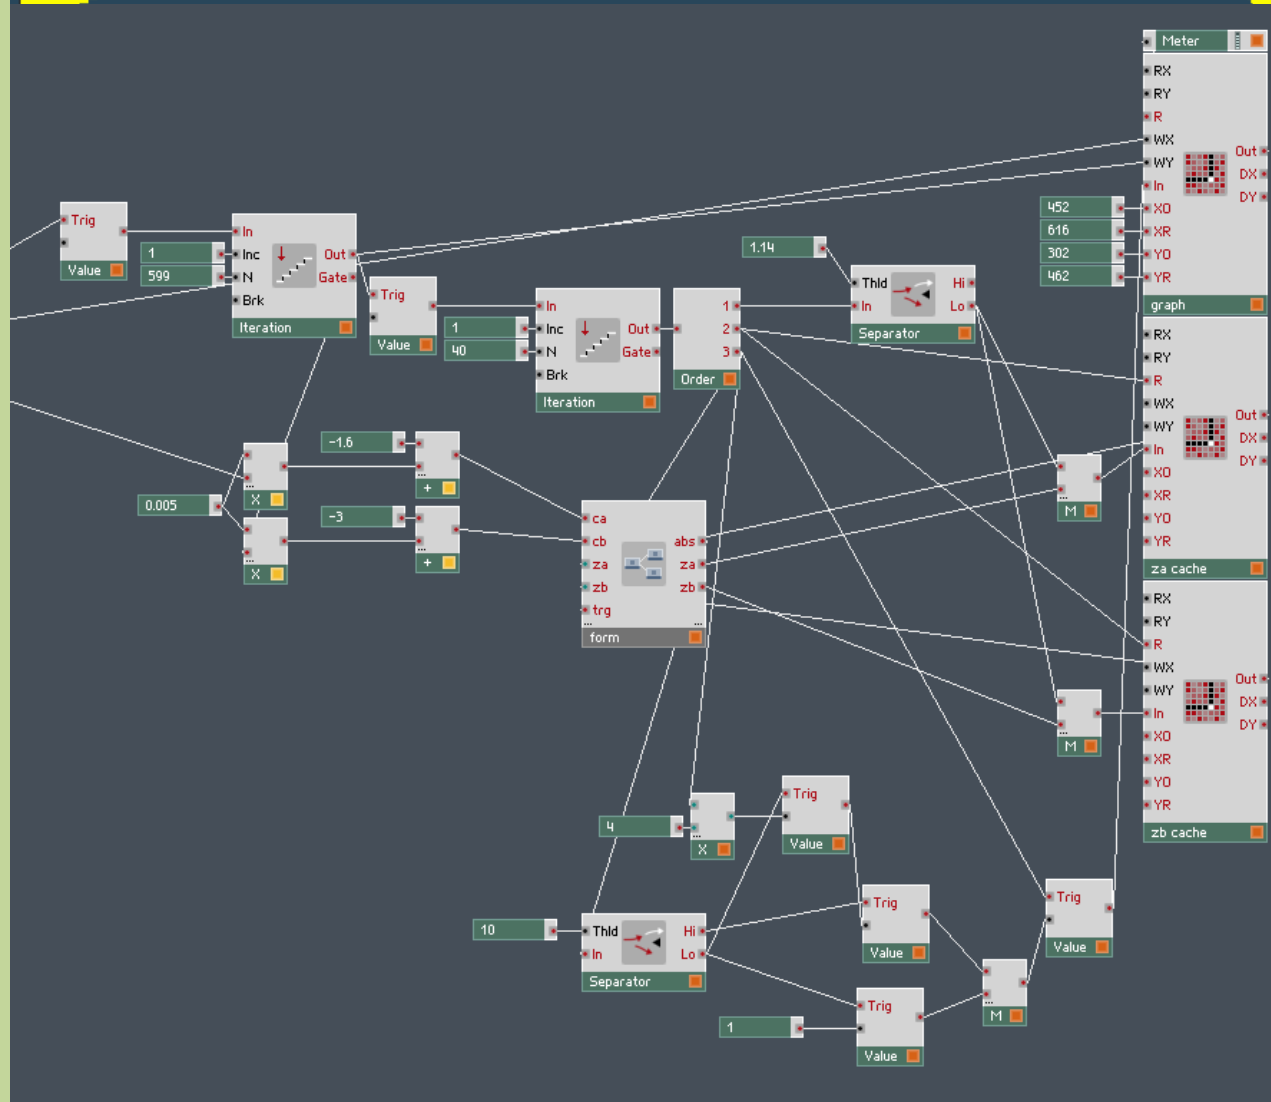 Meter
RX
RY
R
WX
WY
In
XO
XR
YO
YR
Out
DX
DY
graph
452
616
302
462
Trig
Value
1
599
In
Inc
N
Brk
Out
Gate
Iteration
Trig
Value
1
40
In
Inc
N
Brk
Out
Gate
Iteration
1
2
3
Order
1.14
Thld
In
Hi
Lo
Separator
RX
RY
R
WX
WY
In
XO
XR
YO
YR
Out
DX
DY
za cache
0.005
...
X
...
X
-1.6
...
+
-3
...
+
ca
cb
za
zb
trg
...
abs
za
zb
...
form
...
M
RX
RY
R
WX
WY
In
XO
XR
YO
YR
Out
DX
DY
zb cache
...
M
4
...
X
Trig
Value
10
Thld
In
Hi
Lo
Separator
Trig
Value
Trig
Value
1
Trig
Value
...
M